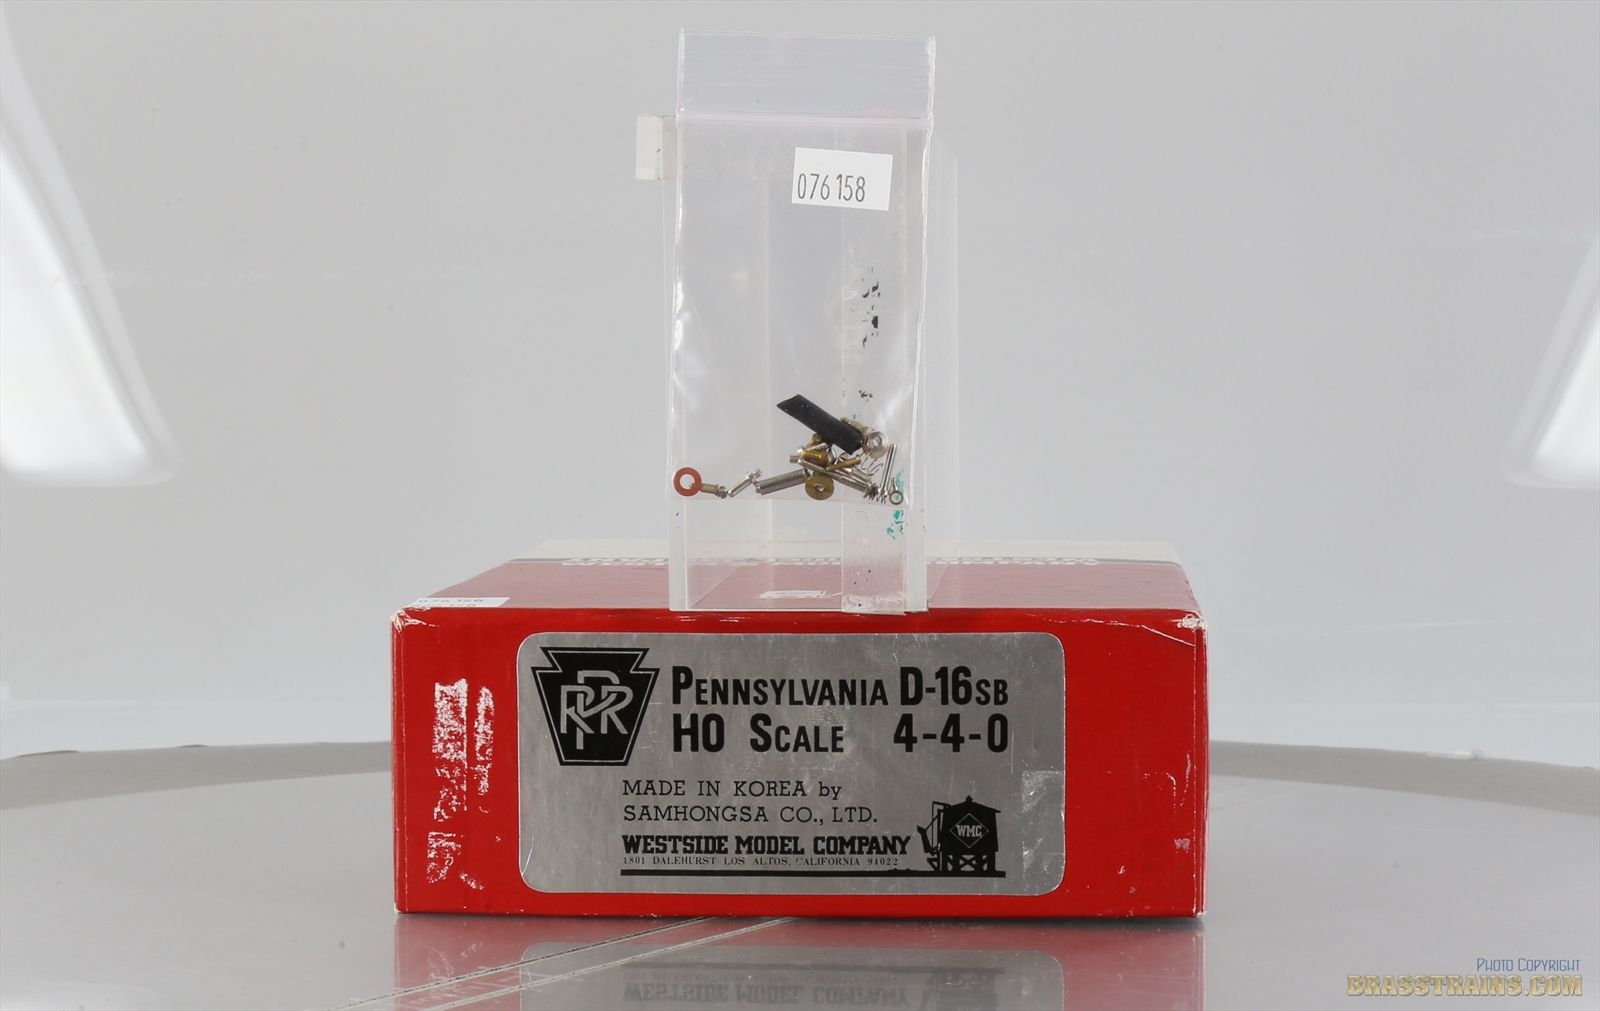 076158
076158
PRR
PENNSYLVANIA D-16SB
HO SCALE 4-4-0
MADE IN KOREA by
SAMHONGSA CO., LTD.
WESTSIDE MODEL COMPANY
1801 DALEHURST LOS ALTOS, CALIFORNIA 94022
WMC
PHOTO COPYRIGHT
BRASSTRAINS.COM